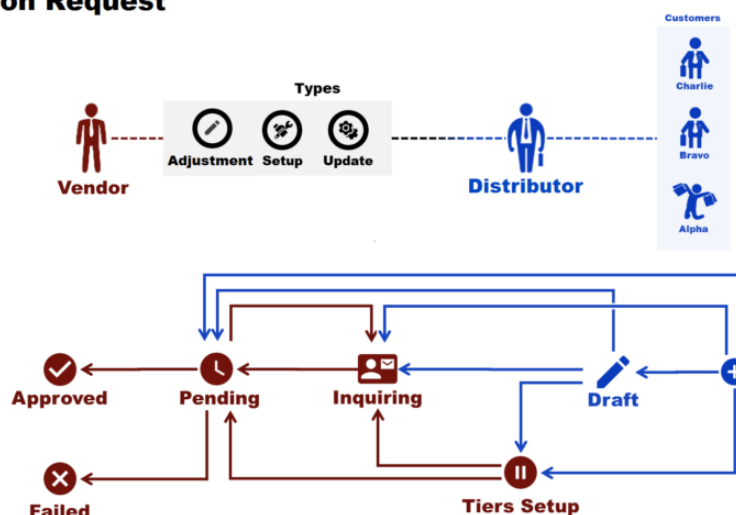 on Request
Customers
Charlie
Bravo
Alpha
Types
Adjustment Setup Update
Vendor
Distributor
Approved Pending Inquiring Draft
Failed Tiers Setup